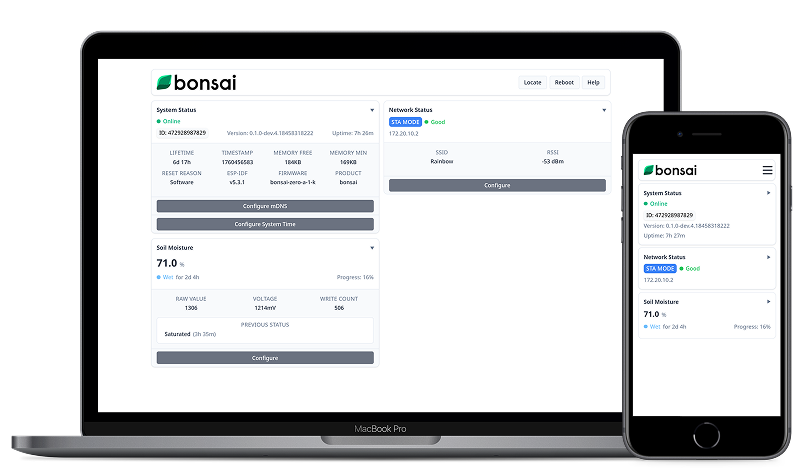 bonsai
Locate Reboot Help
System Status
Online
ID: 472928987829 Version: 0.1.0-dev.4.18458318222 Uptime: 7h 26m
LIFETIME TIMESTAMP MEMORY FREE MEMORY MIN
6d 17h 1760456583 184KB 169KB
RESET REASON ESP-IDF FIRMWARE PRODUCT
Software v5.3.1 bonsai-zero-a-1-k bonsai
Configure mDNS
Configure System Time
Network Status
STA MODE Good
172.20.10.2
SSID RSSI
Rainbow -53 dBm
Configure
Soil Moisture
71.0 %
Wet for 2d 4h Progress: 16%
RAW VALUE VOLTAGE WRITE COUNT
1306 1214mV 506
PREVIOUS STATUS
Saturated (3h 35m)
Configure
MacBook Pro
bonsai
System Status
Online
ID: 472928987829
Version: 0.1.0-dev.4.18458318222
Uptime: 7h 27m
Network Status
STA MODE Good
172.20.10.2
Soil Moisture
71.0 %
Wet for 2d 4h Progress: 16%